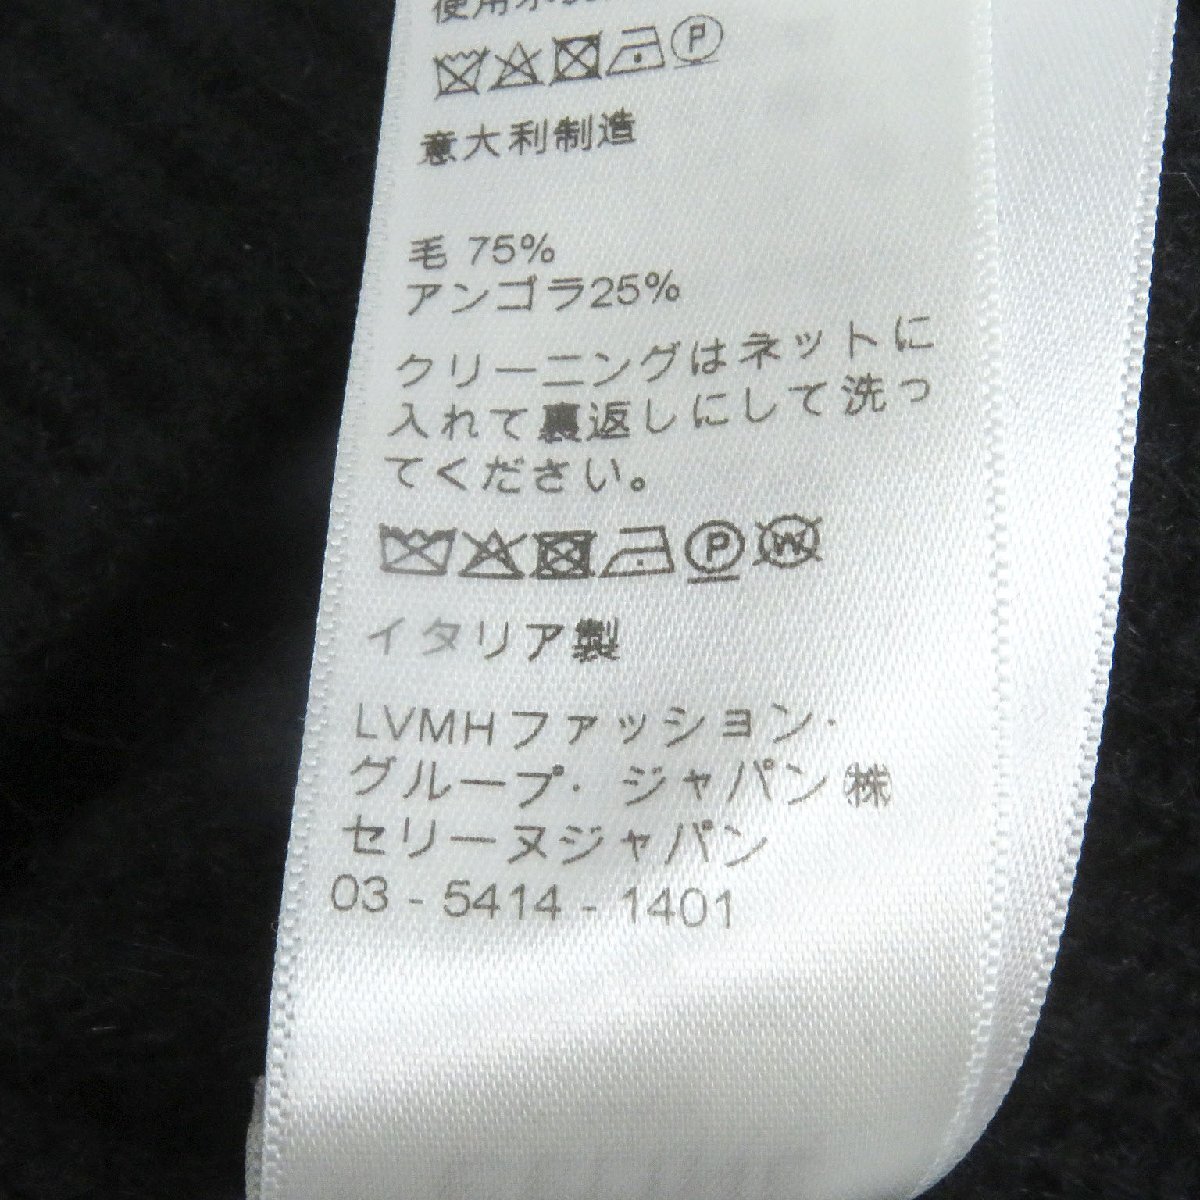 使用
P
意大利制造
毛 75%
アンゴラ25%
クリーニングはネットに
入れて裏返しにして洗っ
てください。
P W
イタリア製
LVMHファッション・
グループ・ジャパン㈱
セリーヌジャパン
03 - 5414 - 1401